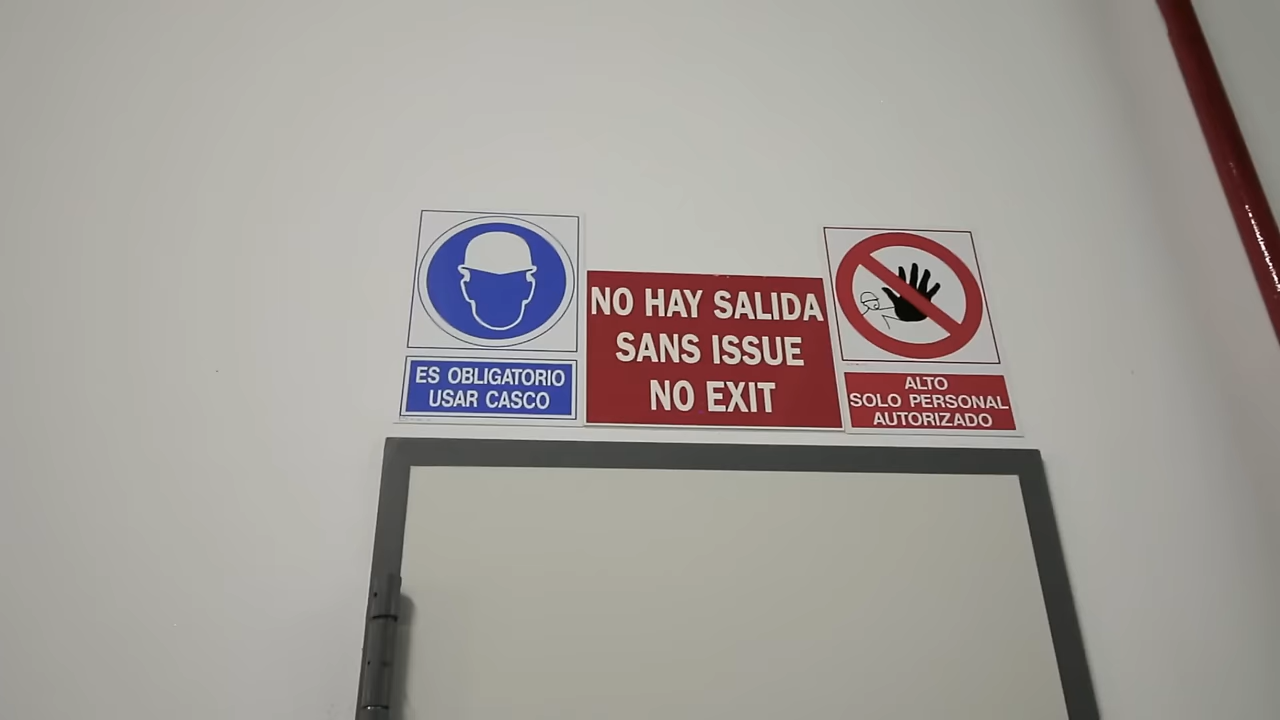 ES OBLIGATORIO
USAR CASCO
NO HAY SALIDA
SANS ISSUE
NO EXIT
ALTO
SOLO PERSONAL
AUTORIZADO